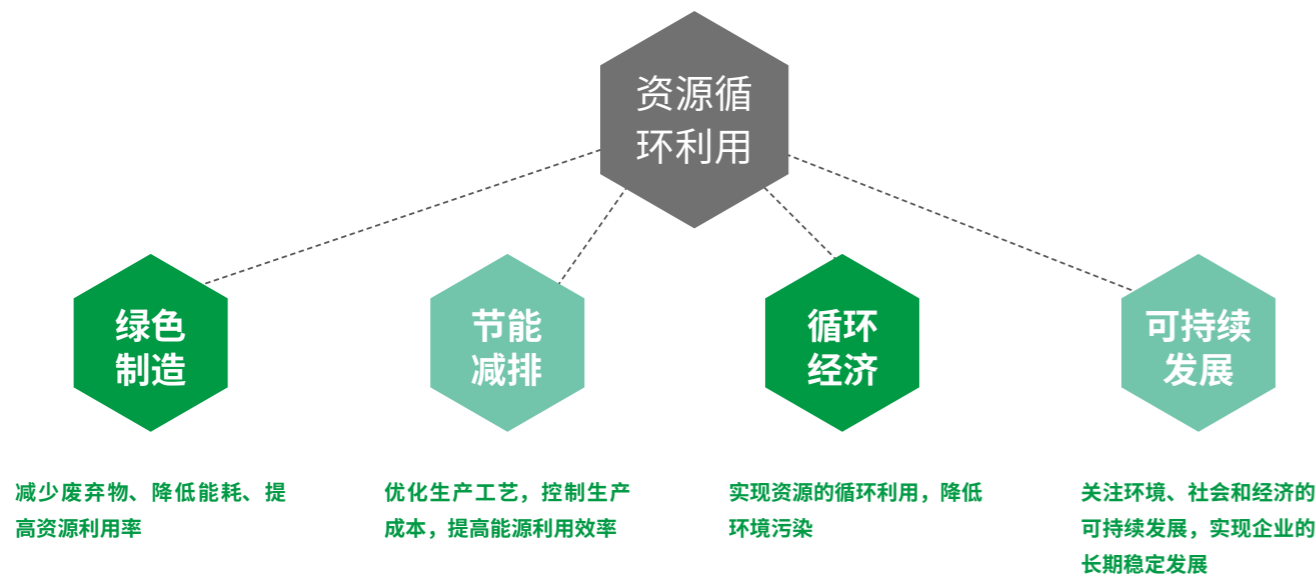 资源循
环利用
绿色
制造
节能
减排
循环
经济
可持续
发展
减少废弃物、降低能耗、提
高资源利用率
优化生产工艺，控制生产
成本，提高能源利用效率
实现资源的循环利用，降低
环境污染
关注环境、社会和经济的
可持续发展，实现企业的
长期稳定发展